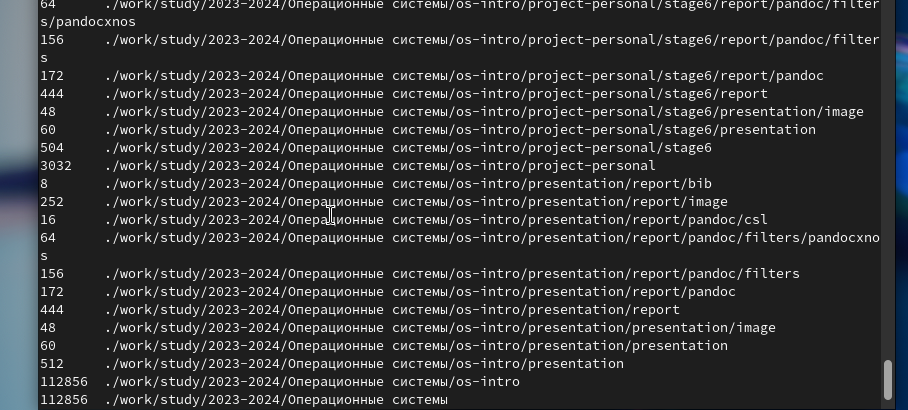 64      ./work/study/2023-2024/Операционные системы/os-intro/project-personal/stage6/report/pandoc/filter
s/pandocxnos
156     ./work/study/2023-2024/Операционные системы/os-intro/project-personal/stage6/report/pandoc/filter
s
172     ./work/study/2023-2024/Операционные системы/os-intro/project-personal/stage6/report/pandoc
444     ./work/study/2023-2024/Операционные системы/os-intro/project-personal/stage6/report
48      ./work/study/2023-2024/Операционные системы/os-intro/project-personal/stage6/presentation/image
60      ./work/study/2023-2024/Операционные системы/os-intro/project-personal/stage6/presentation
504     ./work/study/2023-2024/Операционные системы/os-intro/project-personal/stage6
3032    ./work/study/2023-2024/Операционные системы/os-intro/project-personal
8       ./work/study/2023-2024/Операционные системы/os-intro/presentation/report/bib
252     ./work/study/2023-2024/Операционные системы/os-intro/presentation/report/image
16      ./work/study/2023-2024/Операционные системы/os-intro/presentation/report/pandoc/csl
64      ./work/study/2023-2024/Операционные системы/os-intro/presentation/report/pandoc/filters/pandocxno
s
156     ./work/study/2023-2024/Операционные системы/os-intro/presentation/report/pandoc/filters
172     ./work/study/2023-2024/Операционные системы/os-intro/presentation/report/pandoc
444     ./work/study/2023-2024/Операционные системы/os-intro/presentation/report
48      ./work/study/2023-2024/Операционные системы/os-intro/presentation/presentation/image
60      ./work/study/2023-2024/Операционные системы/os-intro/presentation/presentation
512     ./work/study/2023-2024/Операционные системы/os-intro/presentation
112856  ./work/study/2023-2024/Операционные системы/os-intro
112856  ./work/study/2023-2024/Операционные системы